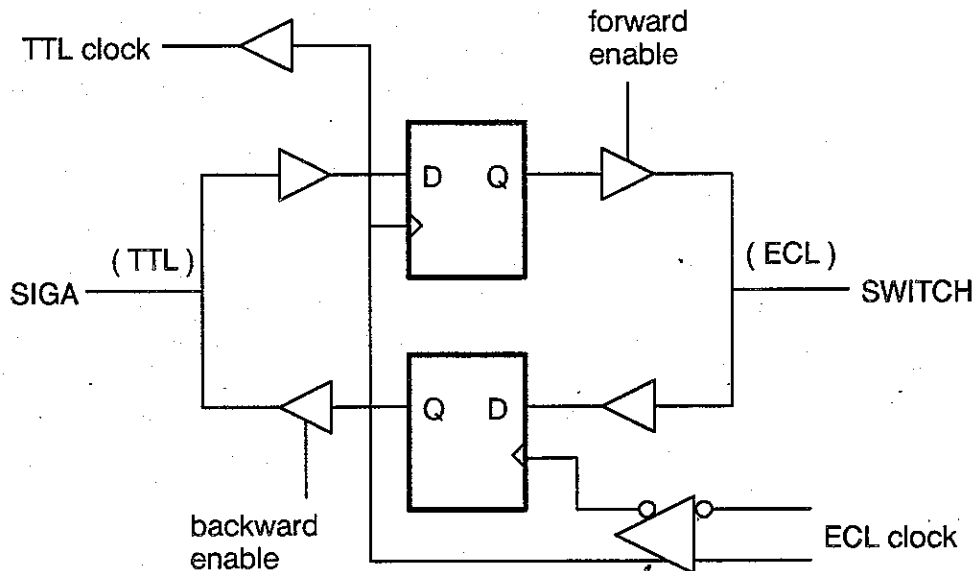 forward
enable
TTL clock
D Q
( TTL )
( ECL )
SIGA
SWITCH
Q D
backward
enable
ECL clock